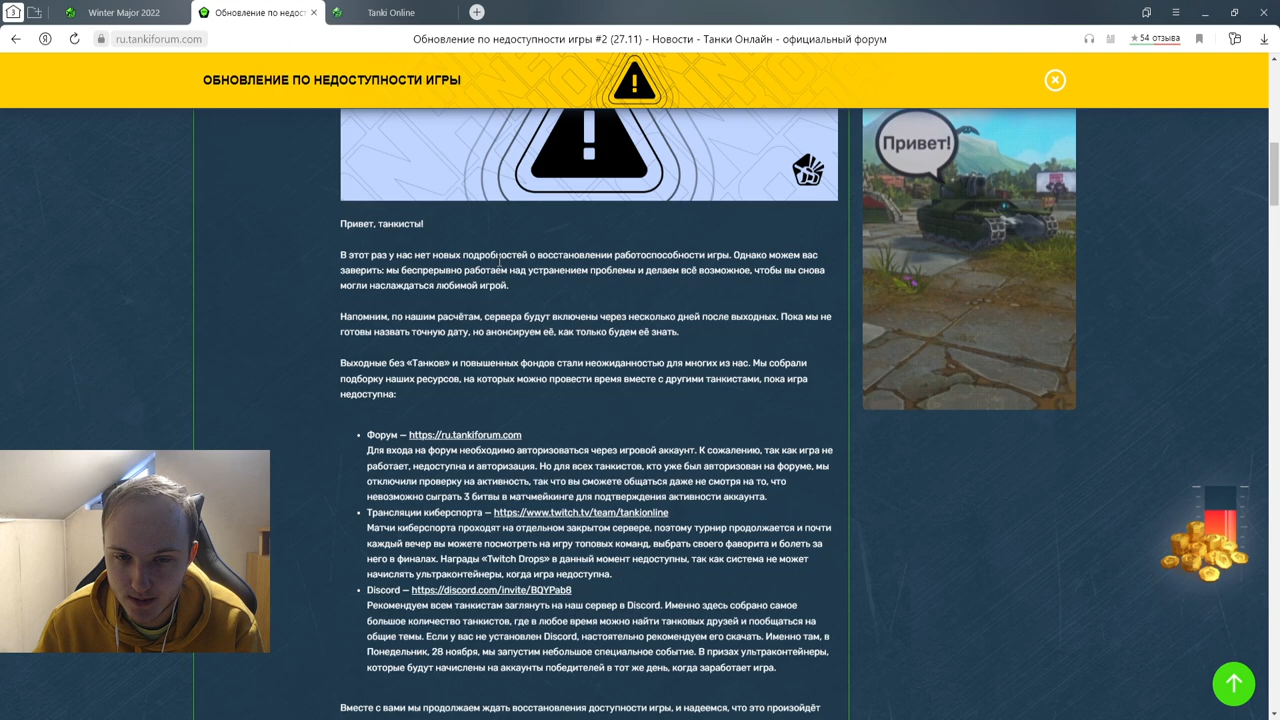 3
Winter Major 2022
Обновление по недост
Tanki Online
ru.tankiforum.com
Обновление по недоступности игры #2 (27.11) - Новости - Танки Онлайн - официальный форум
54 отзыва
ОБНОВЛЕНИЕ ПО НЕДОСТУПНОСТИ ИГРЫ
Привет!
Привет, танкисты!
В этот раз у нас нет новых подробностей о восстановлении работоспособности игры. Однако можем вас
заверить: мы беспрерывно работаем над устранением проблемы и делаем всё возможное, чтобы вы снова
могли наслаждаться любимой игрой.
Напомним, по нашим расчётам, сервера будут включены через несколько дней после выходных. Пока мы не
готовы назвать точную дату, но анонсируем её, как только будем её знать.
Выходные без «Танков» и повышенных фондов стали неожиданностью для многих из нас. Мы собрали
подборку наших ресурсов, на которых можно провести время вместе с другими танкистами, пока игра
недоступна:
• Форум — https://ru.tankiforum.com
Для входа на форум необходимо авторизоваться через игровой аккаунт. К сожалению, так как игра не
работает, недоступна и авторизация. Но для всех танкистов, кто уже был авторизован на форуме, мы
отключили проверку на активность, так что вы сможете общаться даже не смотря на то, что
невозможно сыграть 3 битвы в матчмейкинге для подтверждения активности аккаунта.
• Трансляции киберспорта — https://www.twitch.tv/team/tankionline
Матчи киберспорта проходят на отдельном закрытом сервере, поэтому турнир продолжается и почти
каждый вечер вы можете посмотреть на игру топовых команд, выбрать своего фаворита и болеть за
него в финалах. Награды «Twitch Drops» в данный момент недоступны, так как система не может
начислять ультраконтейнеры, когда игра недоступна.
• Discord — https://discord.com/invite/BQYPab8
Рекомендуем всем танкистам заглянуть на наш сервер в Discord. Именно здесь собрано самое
большое количество танкистов, где в любое время можно найти танковых друзей и пообщаться на
общие темы. Если у вас не установлен Discord, настоятельно рекомендуем его скачать. Именно там, в
Понедельник, 28 ноября, мы запустим небольшое специальное событие. В призах ультраконтейнеры,
которые будут начислены на аккаунты победителей в тот же день, когда заработает игра.
Вместе с вами мы продолжаем ждать восстановления доступности игры, и надеемся, что это произойдёт